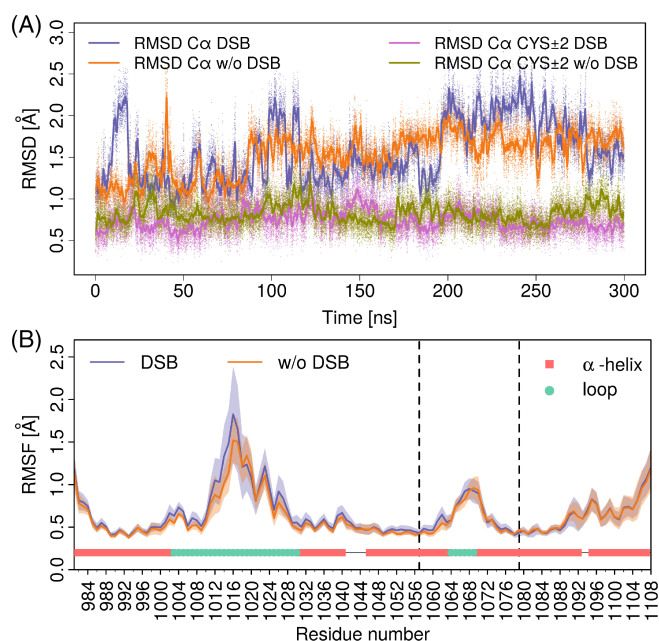 (A)
RMSD Cα DSB
RMSD Cα w/o DSB
RMSD Cα CYS±2 DSB
RMSD Cα CYS±2 w/o DSB
RMSD [Å]
3.0
2.5
2.0
1.5
1.0
0.5
0 50 100 150 200 250 300
Time [ns]
(B)
DSB
w/o DSB
α -helix
loop
RMSF [Å]
2.5
2.0
1.5
1.0
0.5
0.0
984 988 992 996 1000 1004 1008 1012 1016 1020 1024 1028 1032 1036 1040 1044 1048 1052 1056 1060 1064 1068 1072 1076 1080 1084 1088 1092 1096 1100 1104 1108
Residue number